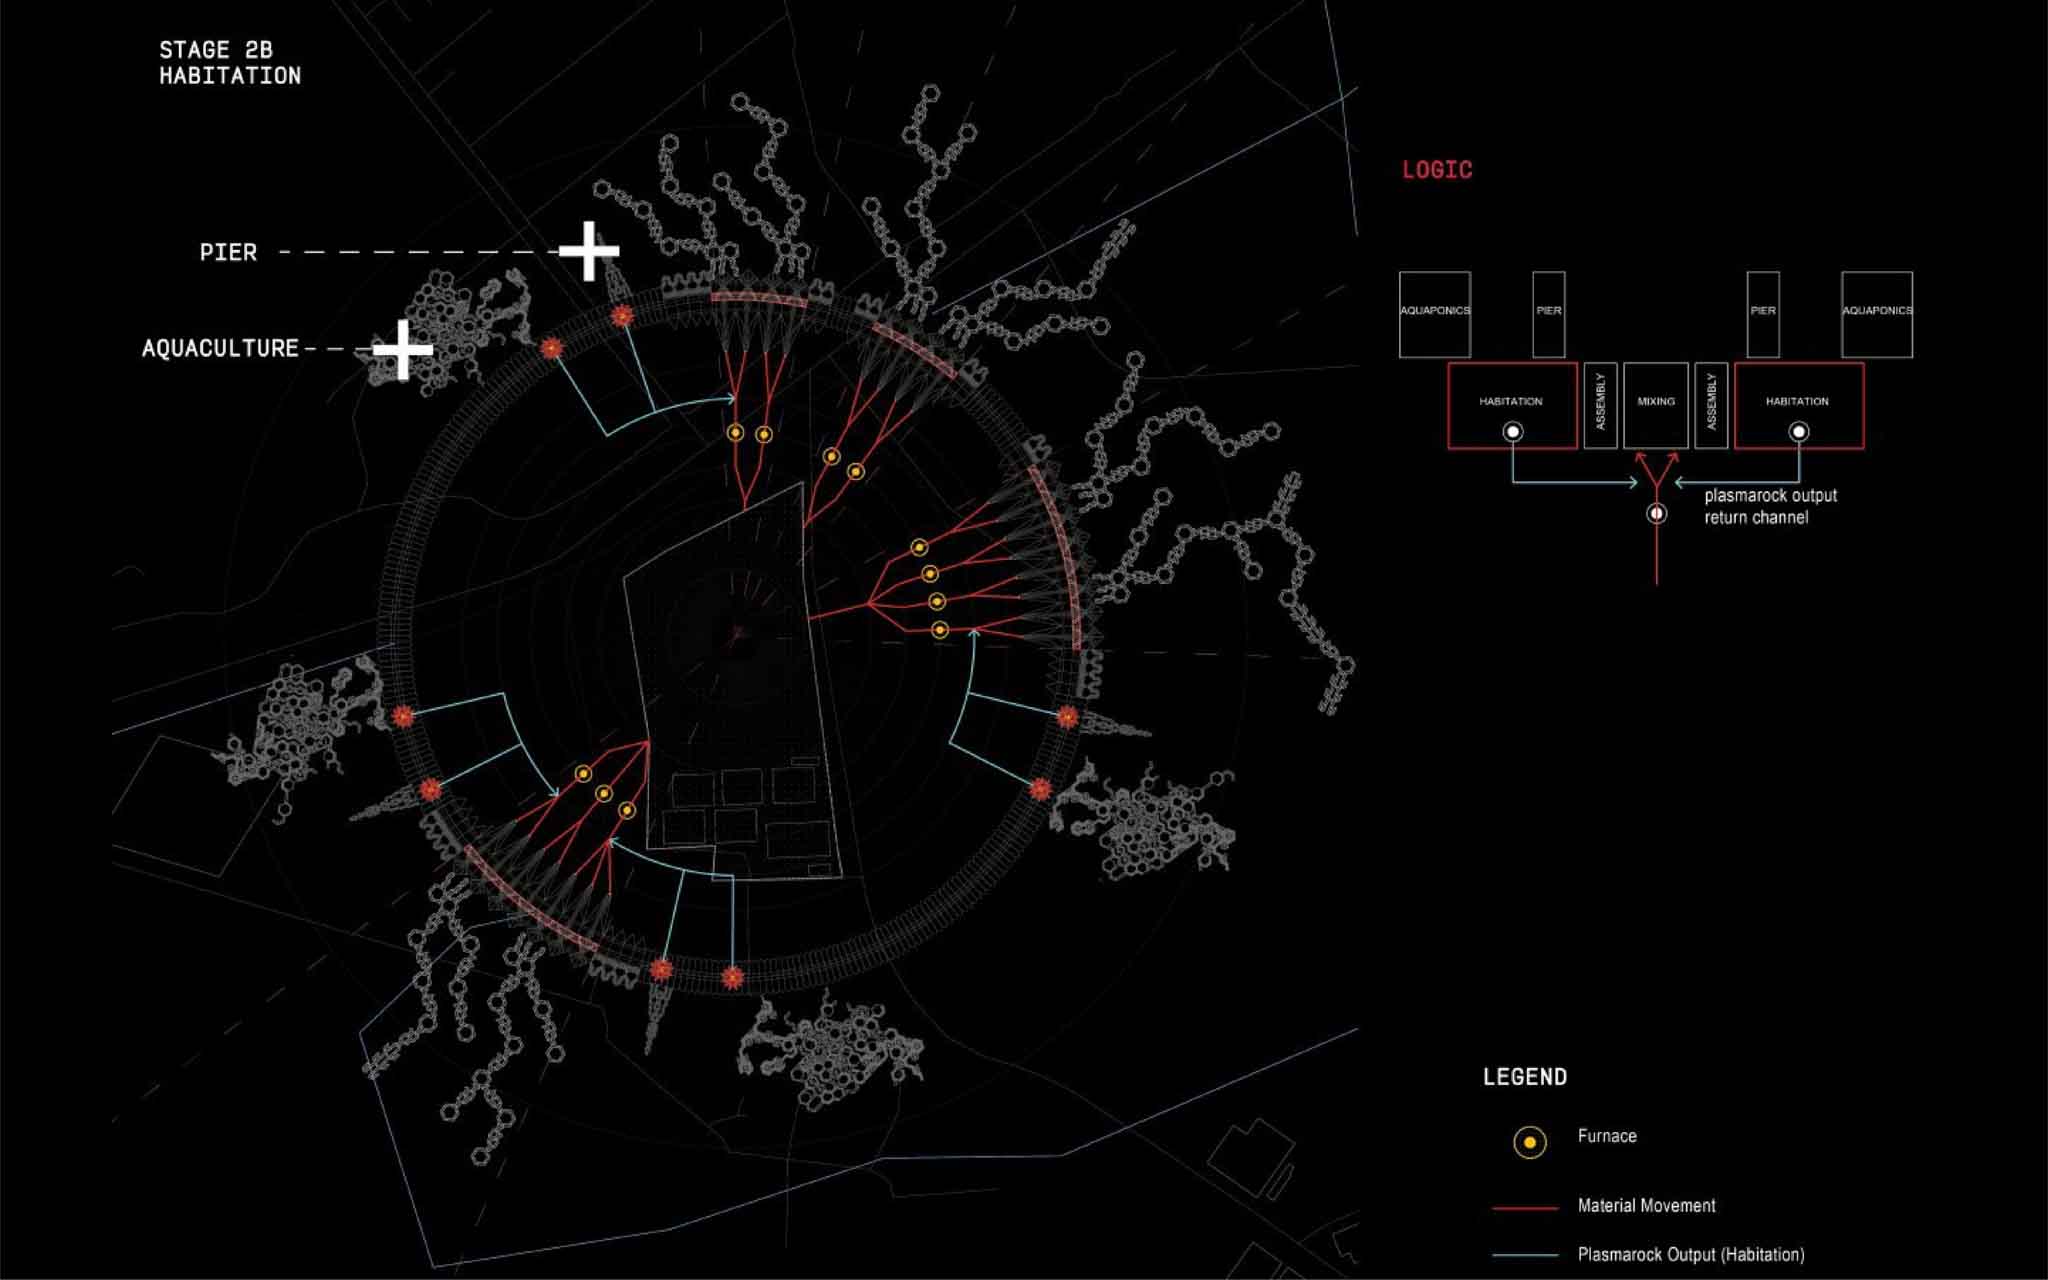 STAGE 2B
HABITATION
PIER
AQUACULTURE
LOGIC
AQUAPONICS
PIER
PIER
AQUAPONICS
HABITATION
ASSEMBLY
MIXING
ASSEMBLY
HABITATION
plasmarock output
return channel
LEGEND
Furnace
Material Movement
Plasmarock Output (Habitation)